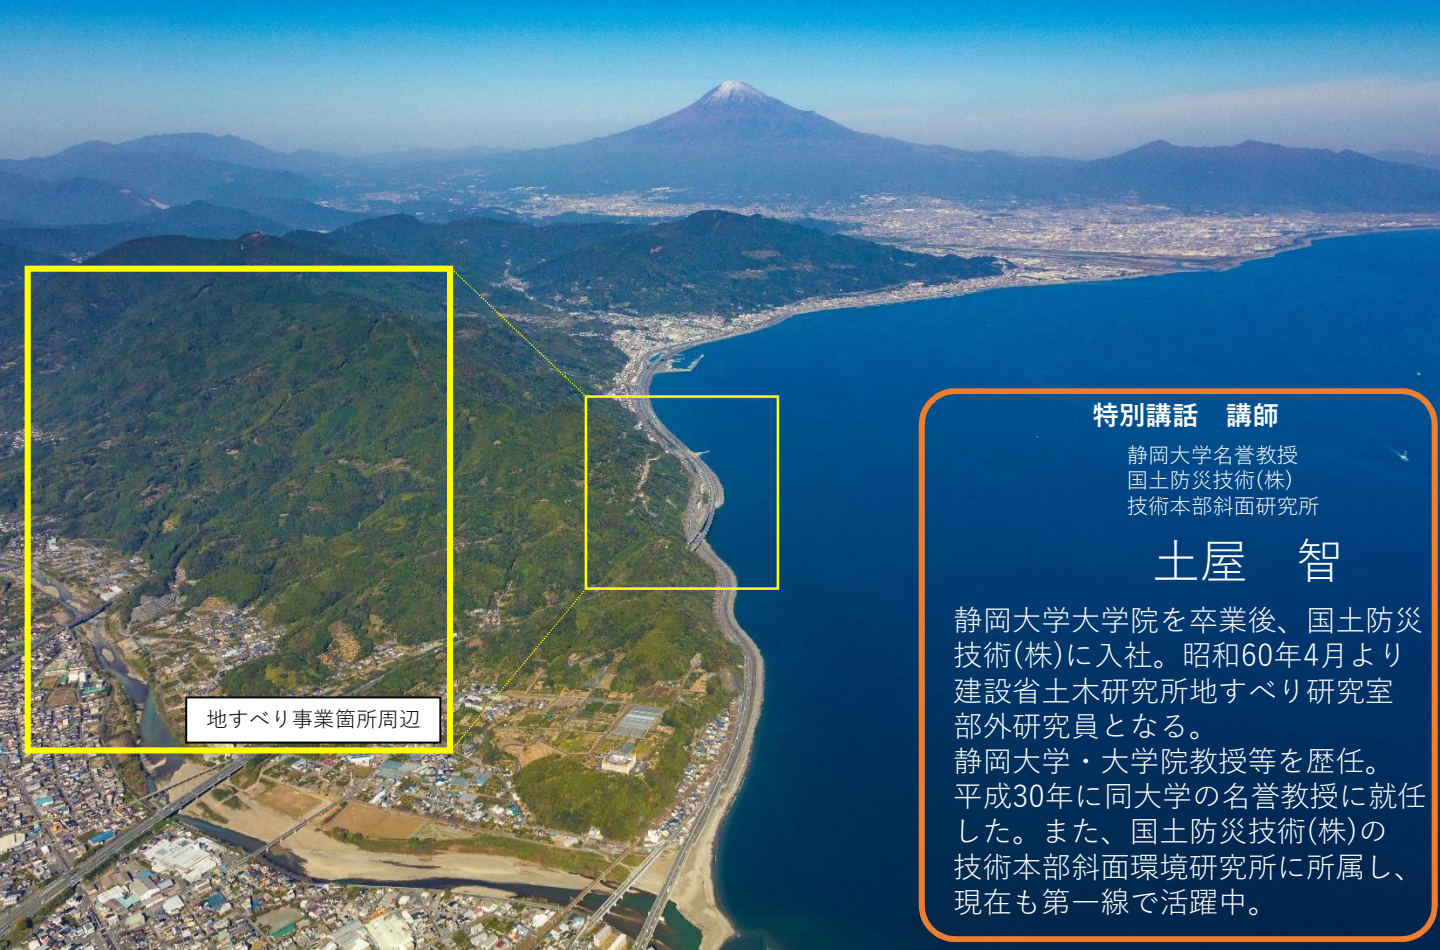 特別講話　講師
静岡大学名誉教授
国土防災技術(株)
技術本部斜面研究所
土屋　智
静岡大学大学院を卒業後、国土防災
技術(株)に入社。昭和60年4月より
建設省土木研究所地すべり研究室
部外研究員となる。
静岡大学・大学院教授等を歴任。
平成30年に同大学の名誉教授に就任
した。また、国土防災技術(株)の
技術本部斜面環境研究所に所属し、
現在も第一線で活躍中。
地すべり事業箇所周辺